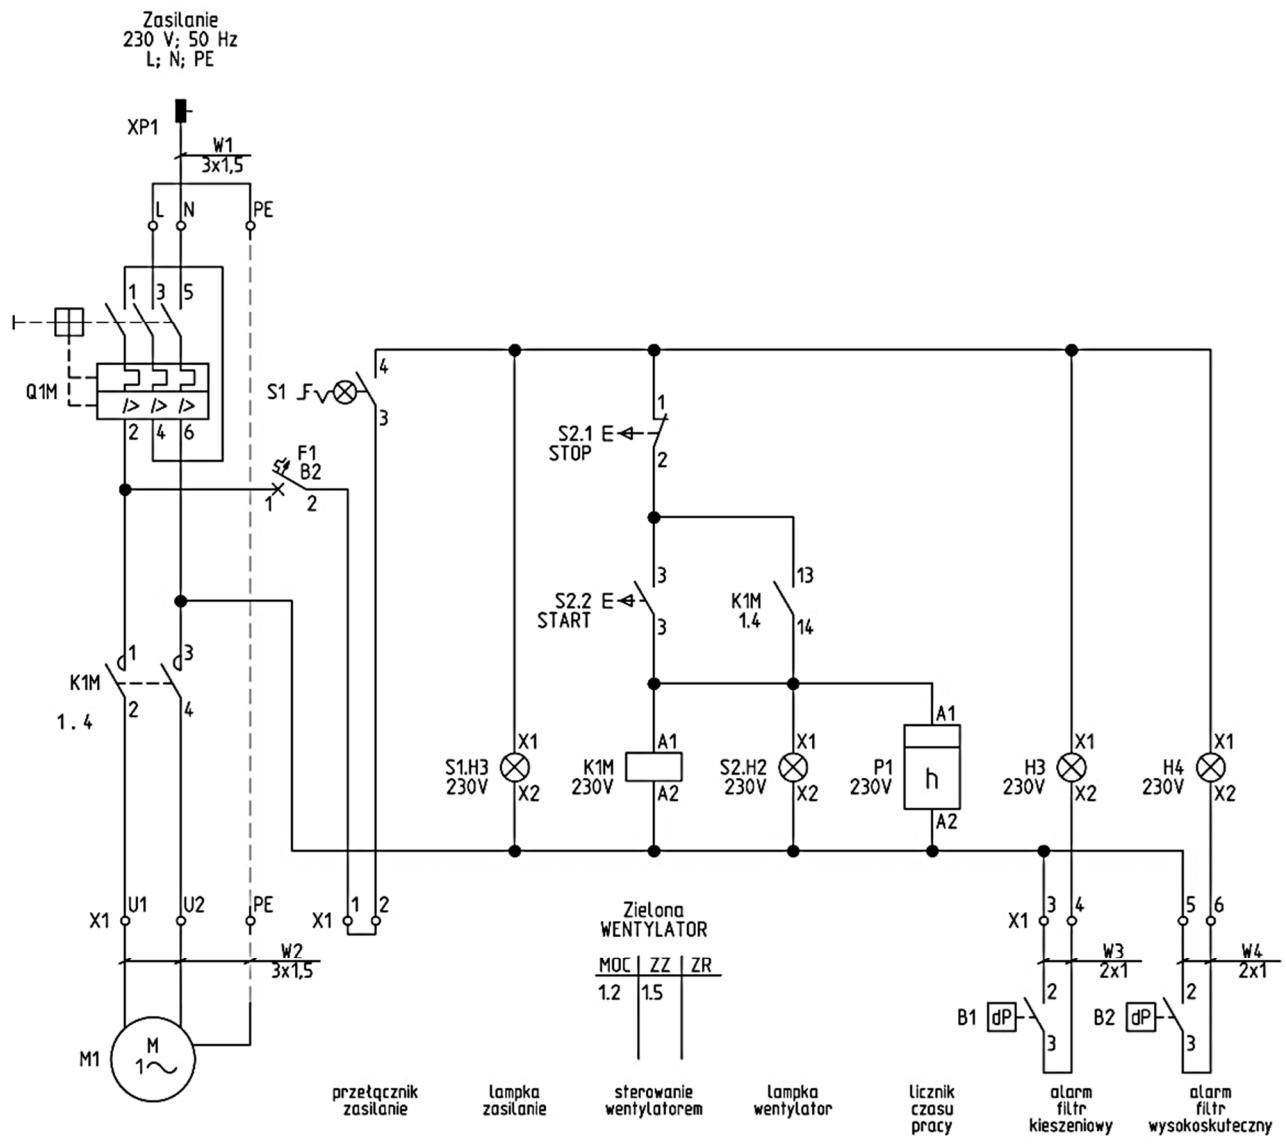 Zasilanie
230 V; 50 Hz
L; N; PE
XP1
W1
3x1,5
L N PE
1 3 5
Q1M
I> I> I>
2 4 6
F1
B2
1 2
S1
4
3
S2.1
STOP
1
2
S2.2
START
3
3
K1M
1.4
13
14
K1M
1.4
1 3
2 4
S1.H3
230V
X1
X2
K1M
230V
A1
A2
S2.H2
230V
X1
X2
P1
230V
A1
h
A2
H3
230V
X1
X2
H4
230V
X1
X2
X1 U1 U2 PE
X1 1 2
X1 3 4
5 6
W2
3x1,5
Zielona
WENTYLATOR
MOC ZZ ZR
1.2 1.5
W3
2x1
W4
2x1
B1 dP
2
3
B2 dP
2
3
M1
M
1~
przełącznik
zasilanie
lampka
zasilanie
sterowanie
wentylatorem
lampka
wentylator
licznik
czasu
pracy
alarm
filtr
kieszeniowy
alarm
filtr
wysokoskuteczny